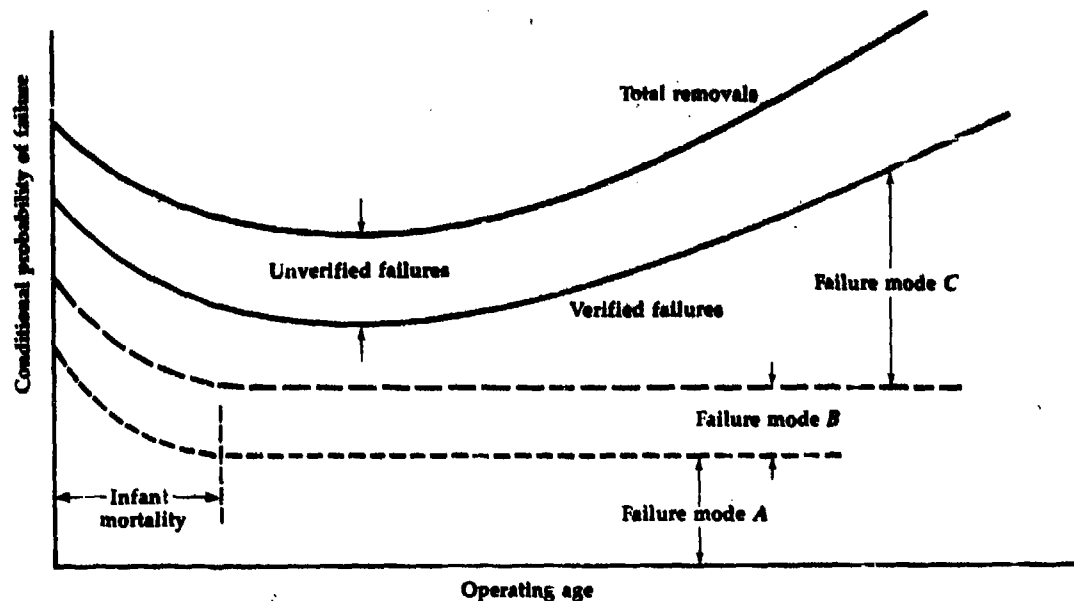 Conditional probability of failure
Total removals
Unverified failures
Verified failures
Failure mode C
Failure mode B
Infant
mortality
Failure mode A
Operating age